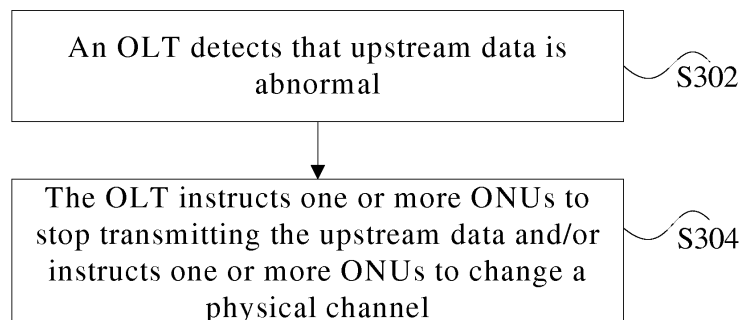 An OLT detects that upstream data is
abnormal
S302
The OLT instructs one or more ONUs to
stop transmitting the upstream data and/or
instructs one or more ONUs to change a
physical channel
S304